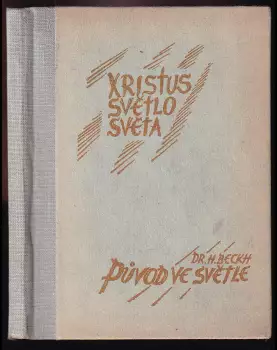 XRISTUS
SVĚTLO
SVĚTA
DR. H. BECKH
PŮVOD VE SVĚTLE